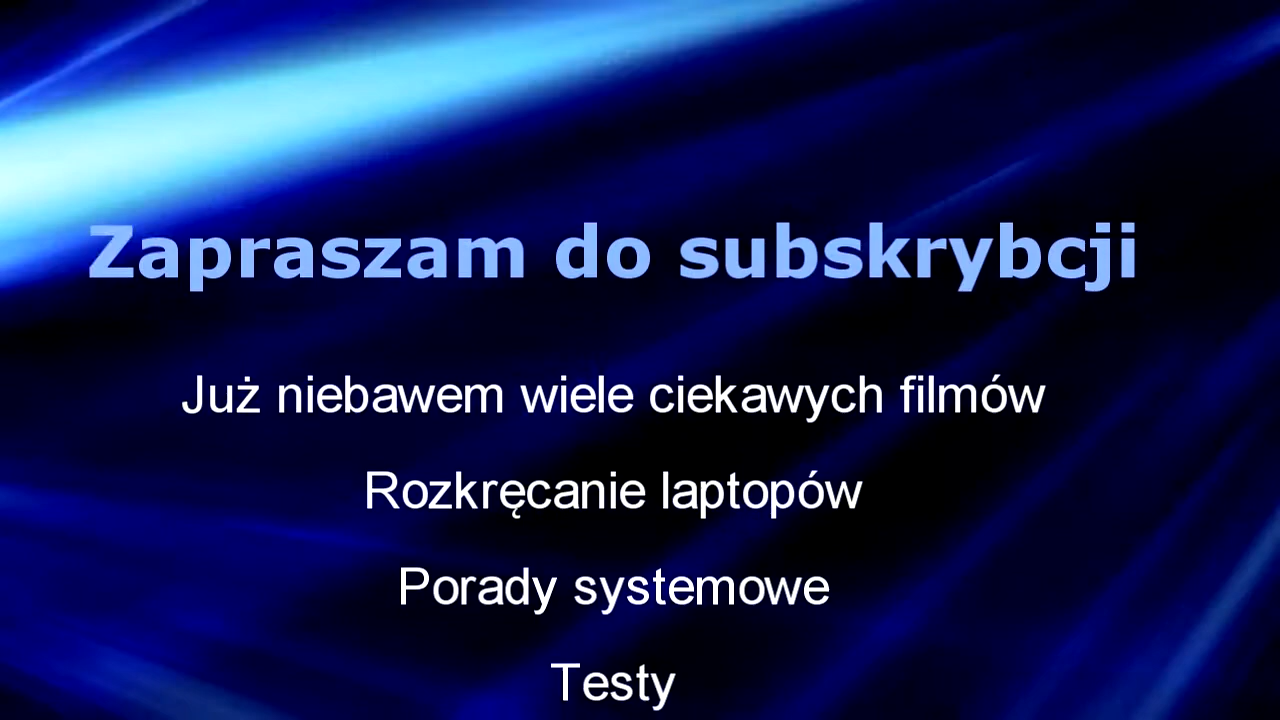 Zapraszam do subskrybcji
Już niebawem wiele ciekawych filmów
Rozkręcanie laptopów
Porady systemowe
Testy